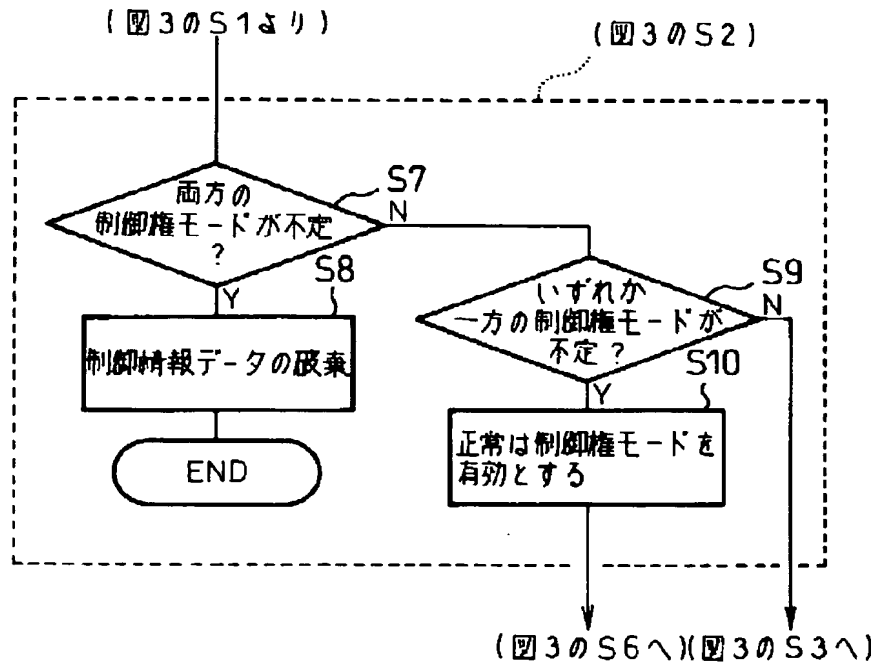 (図3のS1より)
(図3のS2)
S7
両方の
制御権モードが不定
?
N
Y
S8
制御情報データの破棄
END
S9
いずれか
一方の制御権モードが
不定?
N
Y
S10
正常は制御権モードを
有効とする
(図3のS6へ)(図3のS3へ)